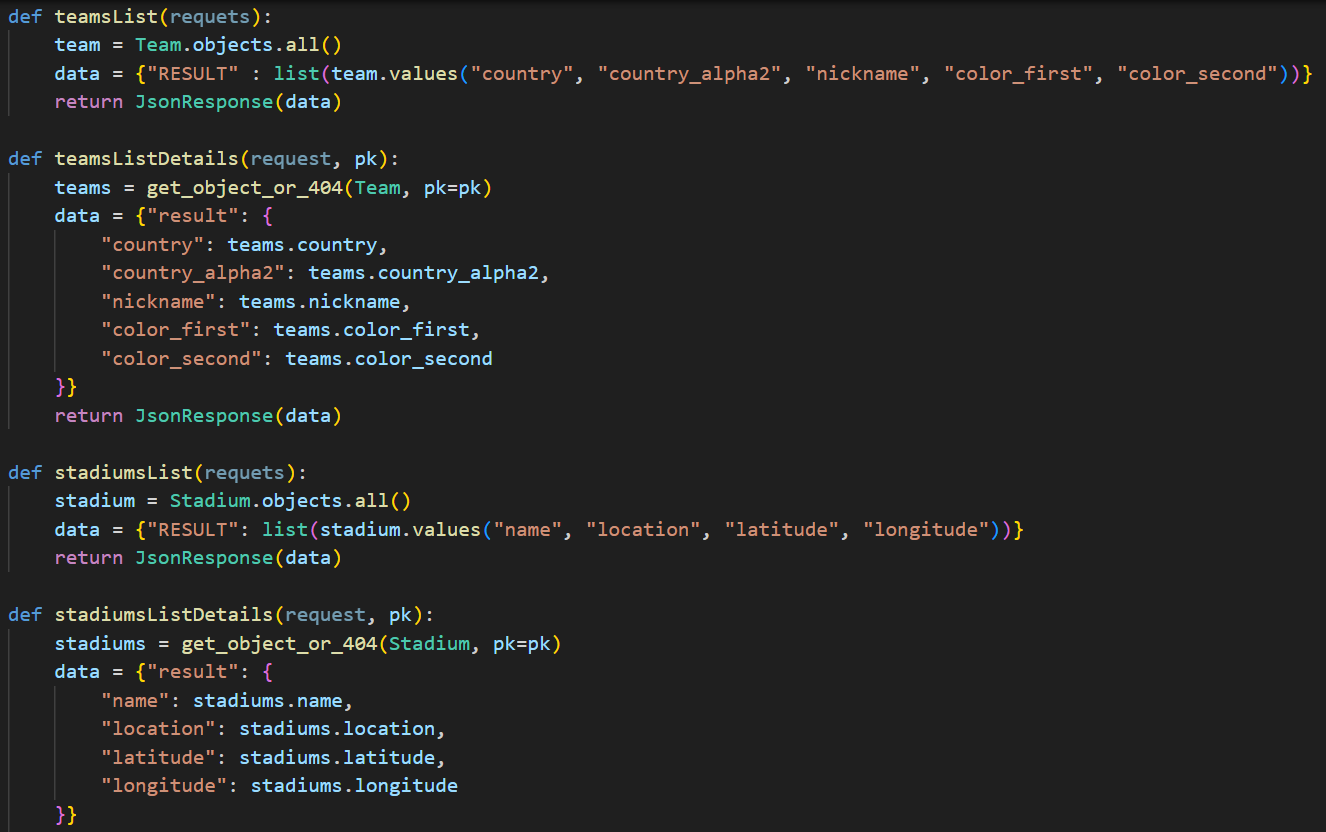 def teamsList(requets):
    team = Team.objects.all()
    data = {"RESULT" : list(team.values("country", "country_alpha2", "nickname", "color_first", "color_second"))}
    return JsonResponse(data)

def teamsListDetails(request, pk):
    teams = get_object_or_404(Team, pk=pk)
    data = {"result": {
        "country": teams.country,
        "country_alpha2": teams.country_alpha2,
        "nickname": teams.nickname,
        "color_first": teams.color_first,
        "color_second": teams.color_second
    }}
    return JsonResponse(data)

def stadiumsList(requets):
    stadium = Stadium.objects.all()
    data = {"RESULT": list(stadium.values("name", "location", "latitude", "longitude"))}
    return JsonResponse(data)

def stadiumsListDetails(request, pk):
    stadiums = get_object_or_404(Stadium, pk=pk)
    data = {"result": {
        "name": stadiums.name,
        "location": stadiums.location,
        "latitude": stadiums.latitude,
        "longitude": stadiums.longitude
    }}